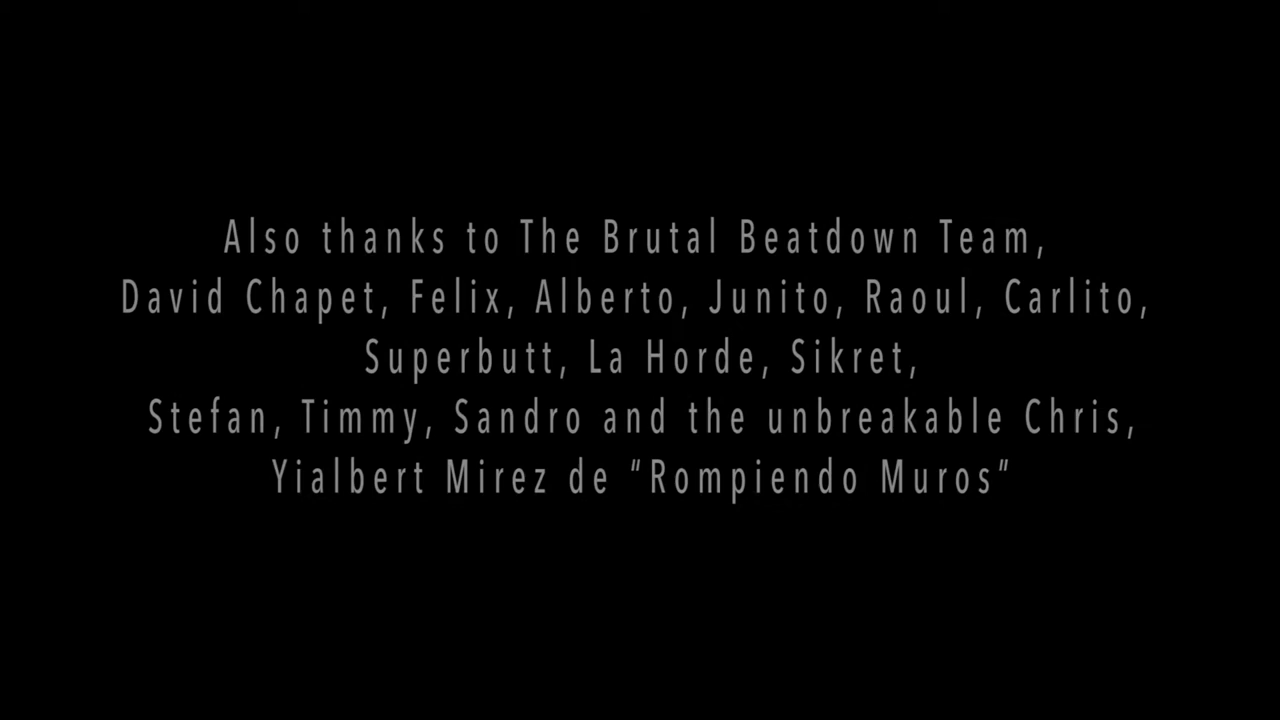 Also thanks to The Brutal Beatdown Team,
David Chapet, Felix, Alberto, Junito, Raoul, Carlito,
Superbutt, La Horde, Sikret,
Stefan, Timmy, Sandro and the unbreakable Chris,
Yialbert Mirez de “Rompiendo Muros”